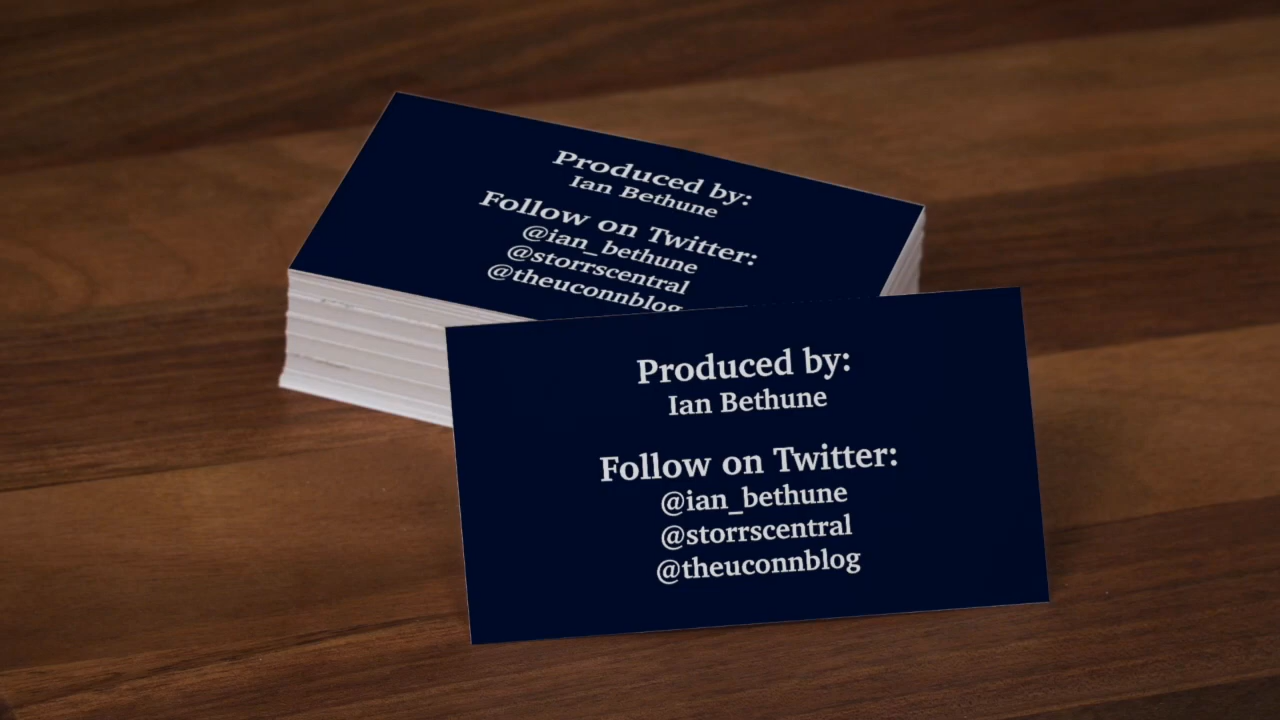 Produced by:
Ian Bethune
Follow on Twitter:
@ian_bethune
@storrscentral
@theuconnblog
Produced by:
Ian Bethune
Follow on Twitter:
@ian_bethune
@storrscentral
@theuconnblog